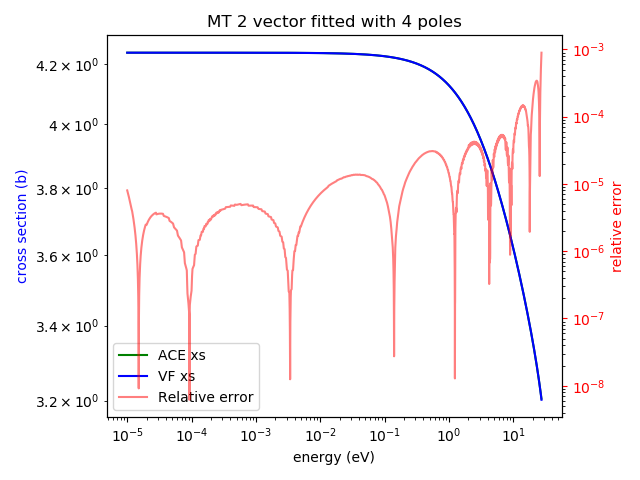 MT 2 vector fitted with 4 poles
4.2 × 10⁰
4 × 10⁰
3.8 × 10⁰
3.6 × 10⁰
3.4 × 10⁰
3.2 × 10⁰
cross section (b)
10⁻³
10⁻⁴
10⁻⁵
10⁻⁶
10⁻⁷
10⁻⁸
relative error
ACE xs
VF xs
Relative error
10⁻⁵ 10⁻⁴ 10⁻³ 10⁻² 10⁻¹ 10⁰ 10¹
energy (eV)